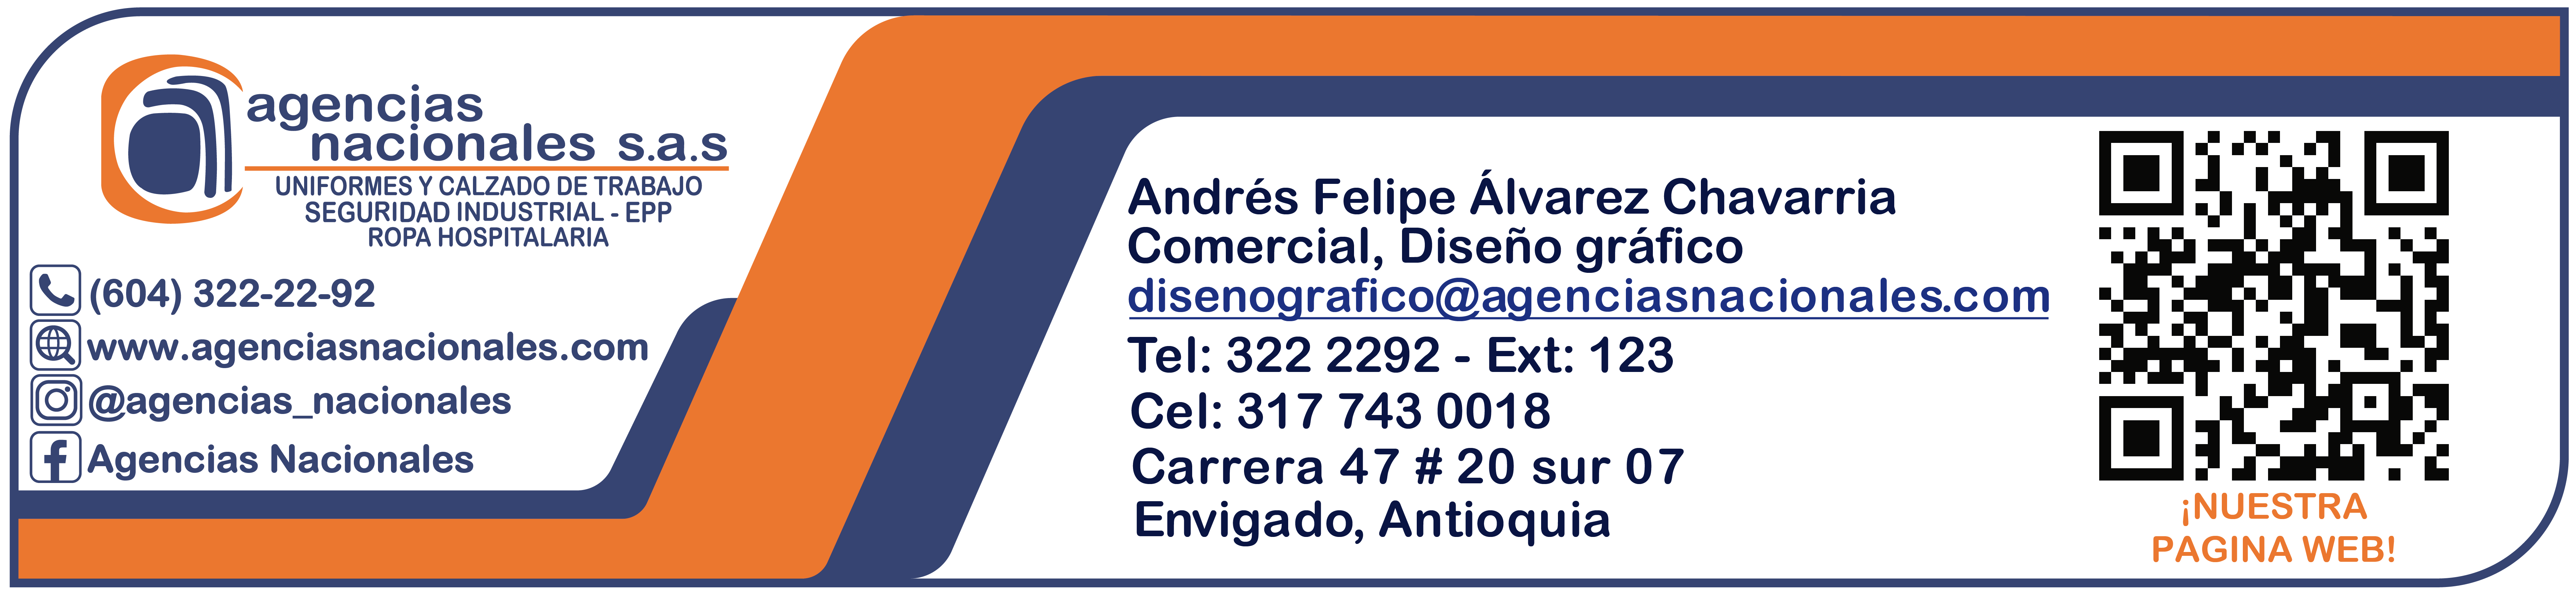 agencias
nacionales s.a.s
UNIFORMES Y CALZADO DE TRABAJO
SEGURIDAD INDUSTRIAL - EPP
ROPA HOSPITALARIA
(604) 322-22-92
www.agenciasnacionales.com
@agencias_nacionales
Agencias Nacionales
Andrés Felipe Álvarez Chavarria
Comercial, Diseño gráfico
disenografico@agenciasnacionales.com
Tel: 322 2292 - Ext: 123
Cel: 317 743 0018
Carrera 47 # 20 sur 07
Envigado, Antioquia
¡NUESTRA
PAGINA WEB!